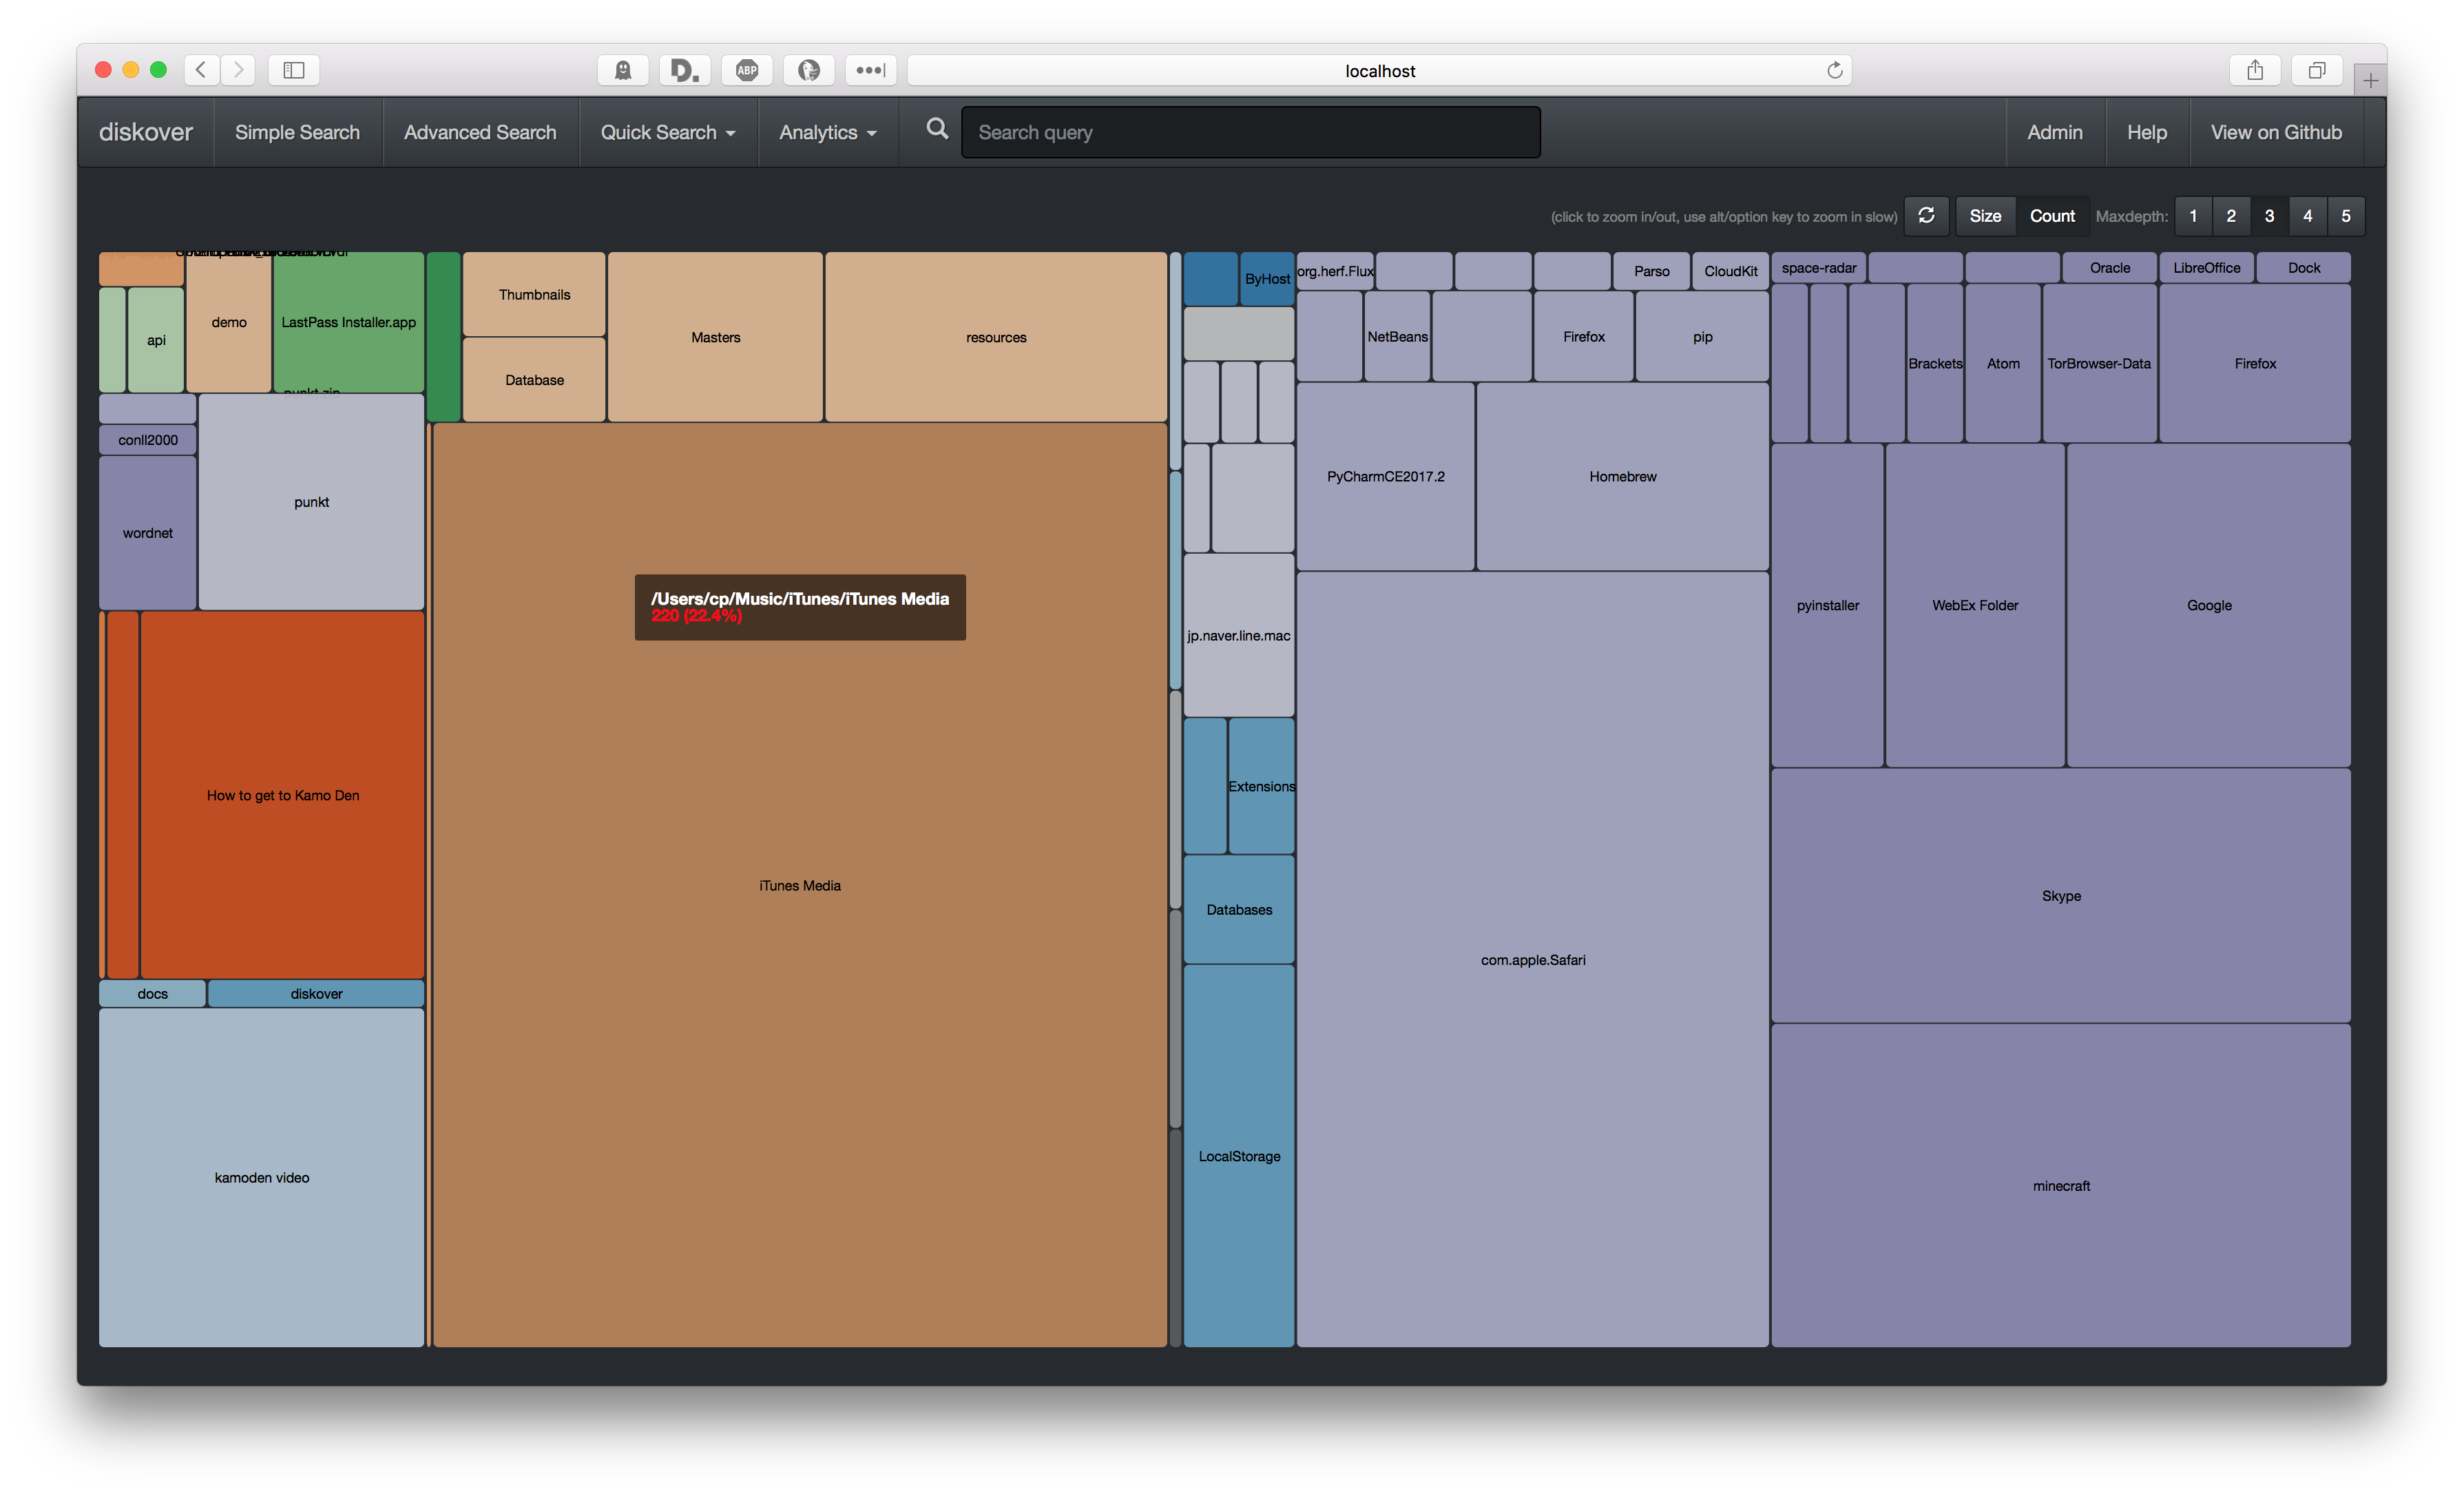 localhost
ABP
D.
diskover
Simple Search
Advanced Search
Quick Search
Analytics
Search query
Admin
Help
View on Github
(click to zoom in/out, use alt/option key to zoom in slow)
Size
Count
Maxdepth:
1
2
3
4
5
api
demo
LastPass Installer.app
punkt.zip
conll2000
wordnet
punkt
How to get to Kamo Den
docs
diskover
kamoden video
Thumbnails
Database
Masters
resources
/Users/cp/Music/iTunes/iTunes Media
220 (22.4%)
iTunes Media
ByHost
jp.naver.line.mac
Extensions
Databases
LocalStorage
org.herf.Flux
Parso
CloudKit
NetBeans
Firefox
pip
PyCharmCE2017.2
Homebrew
com.apple.Safari
space-radar
Oracle
LibreOffice
Dock
Brackets
Atom
TorBrowser-Data
Firefox
pyinstaller
WebEx Folder
Google
Skype
minecraft